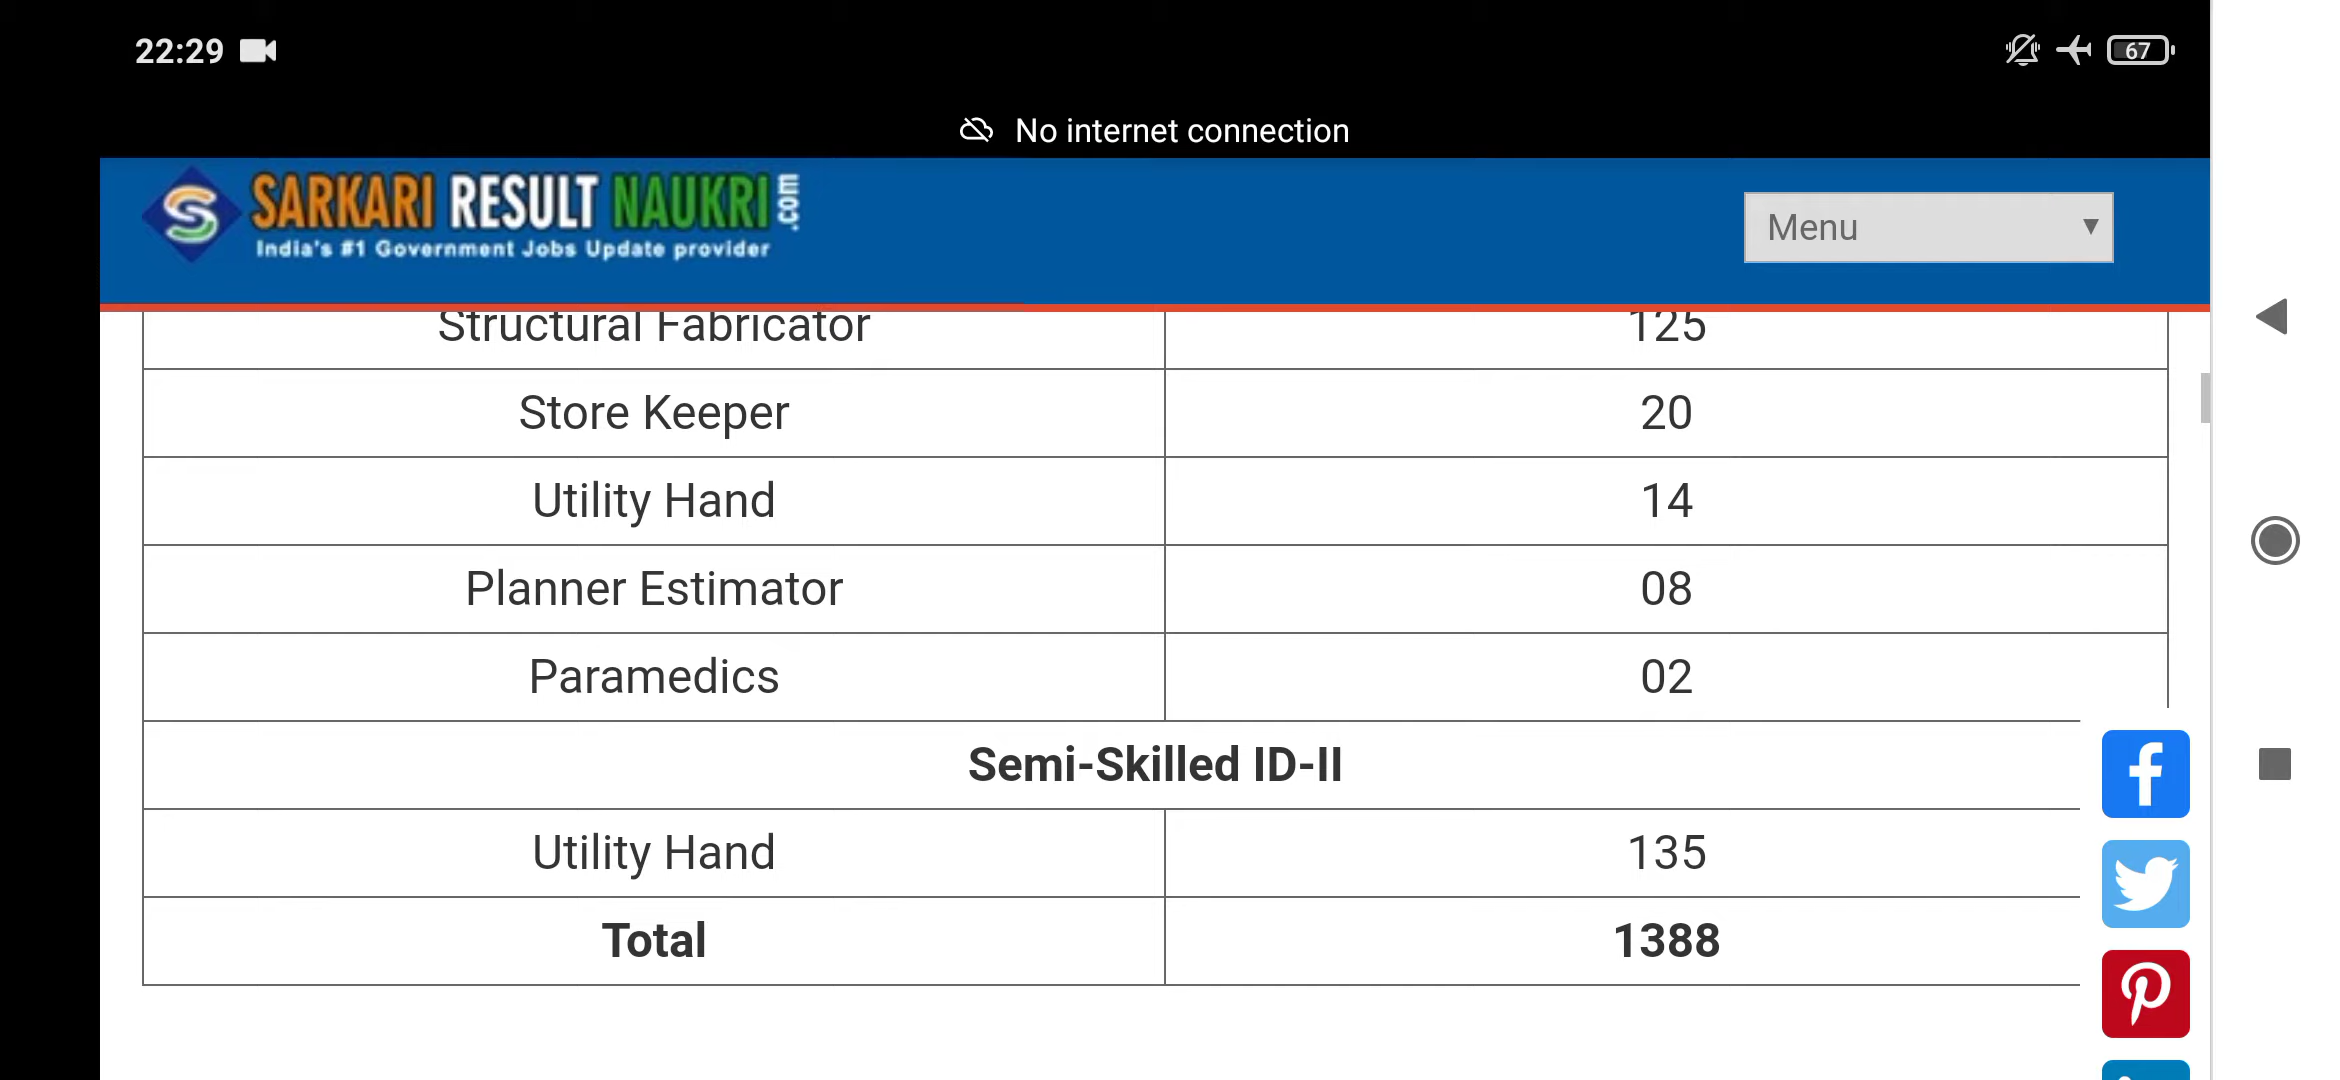 22:29
67
No internet connection
SARKARI RESULT NAUKRI .com
India's #1 Government Jobs Update provider
Menu
Structural Fabricator 125
Store Keeper 20
Utility Hand 14
Planner Estimator 08
Paramedics 02
Semi-Skilled ID-II
Utility Hand 135
Total 1388